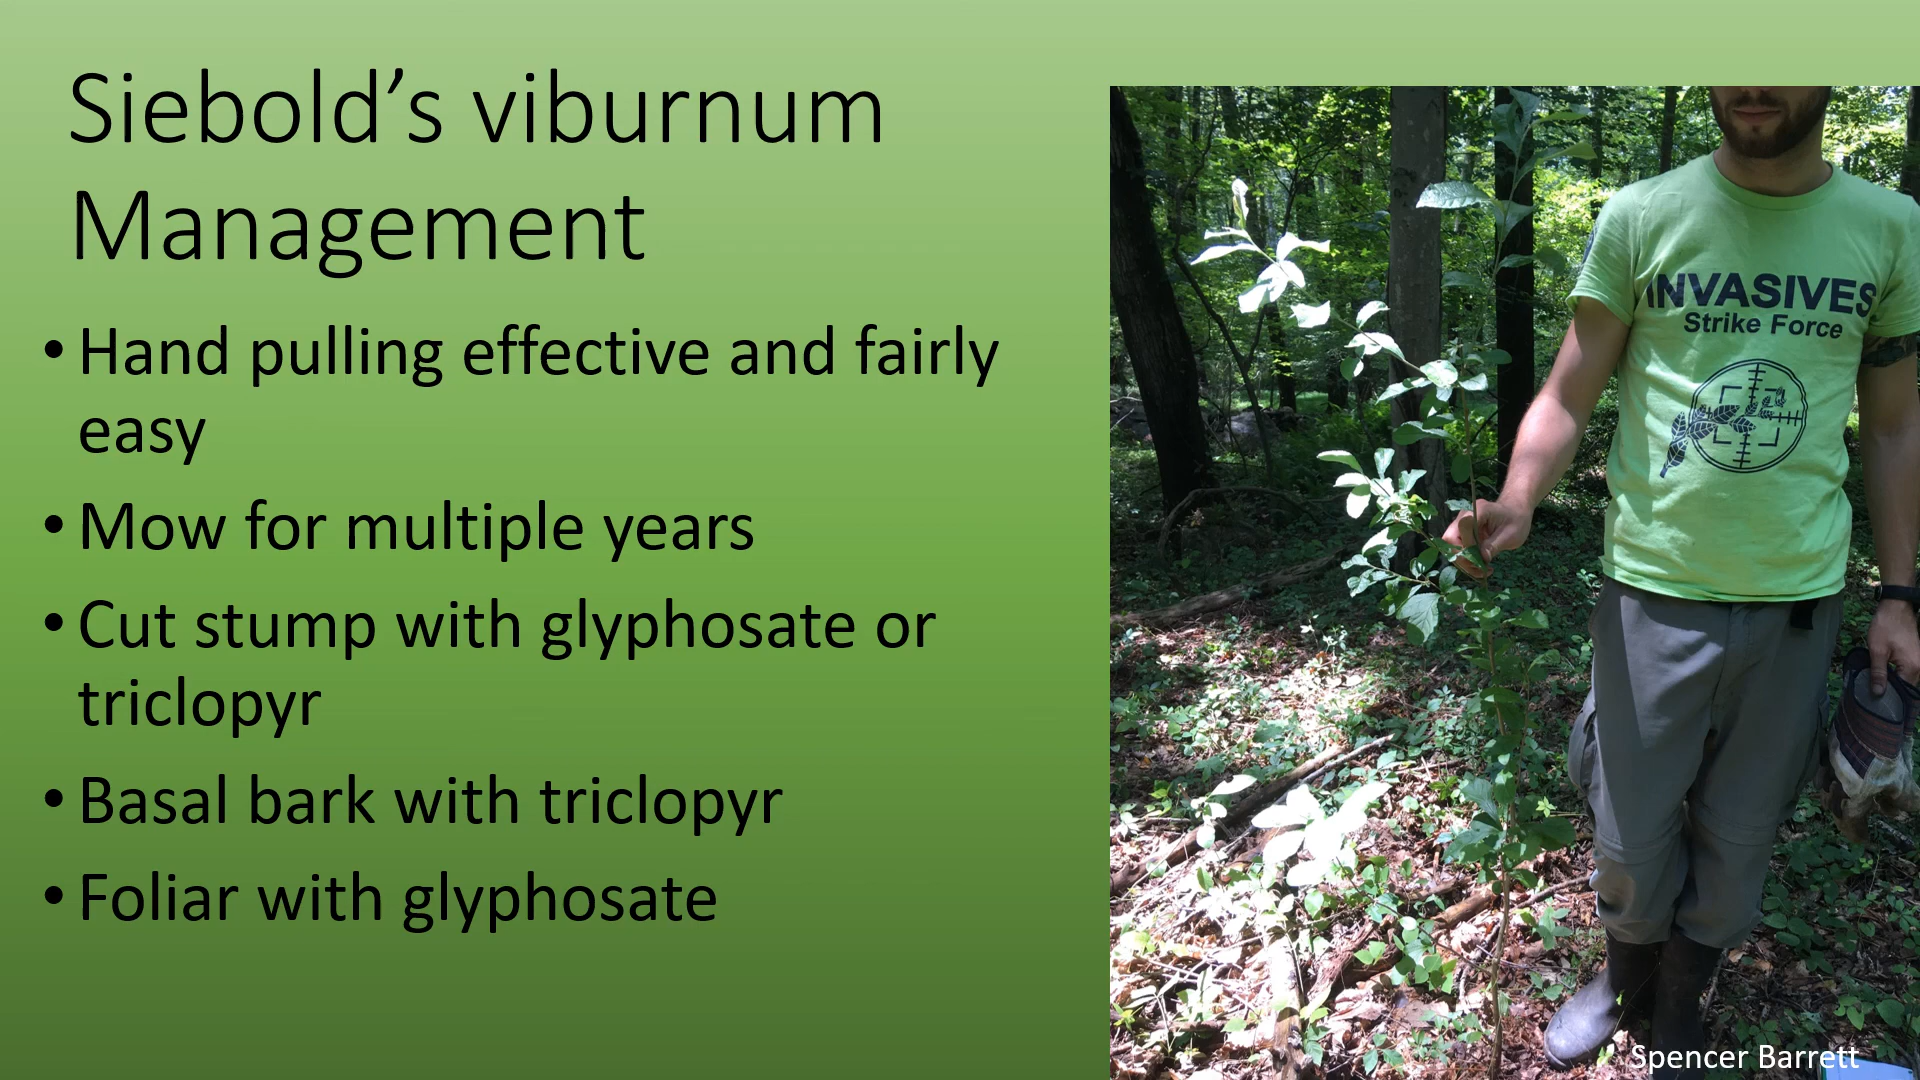 Siebold’s viburnum
Management
• Hand pulling effective and fairly
easy
• Mow for multiple years
• Cut stump with glyphosate or
triclopyr
• Basal bark with triclopyr
• Foliar with glyphosate
INVASIVES
Strike Force
Spencer Barrett